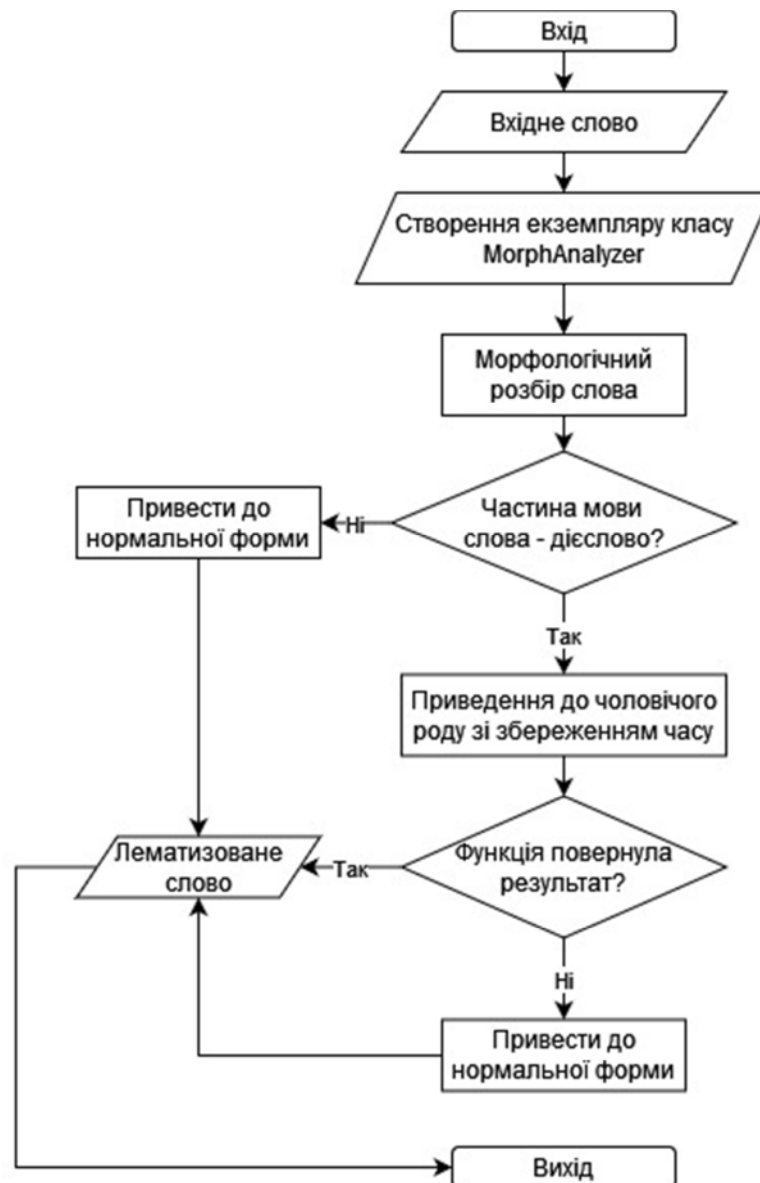 Вхід
Вхідне слово
Створення екземпляру класу
MorphAnalyzer
Морфологічний
розбір слова
Частина мови
слова - дієслово?
Ні
Привести до
нормальної форми
Так
Приведення до чоловічого
роду зі збереженням часу
Функція повернула
результат?
Так
Лематизоване
слово
Ні
Привести до
нормальної форми
Вихід